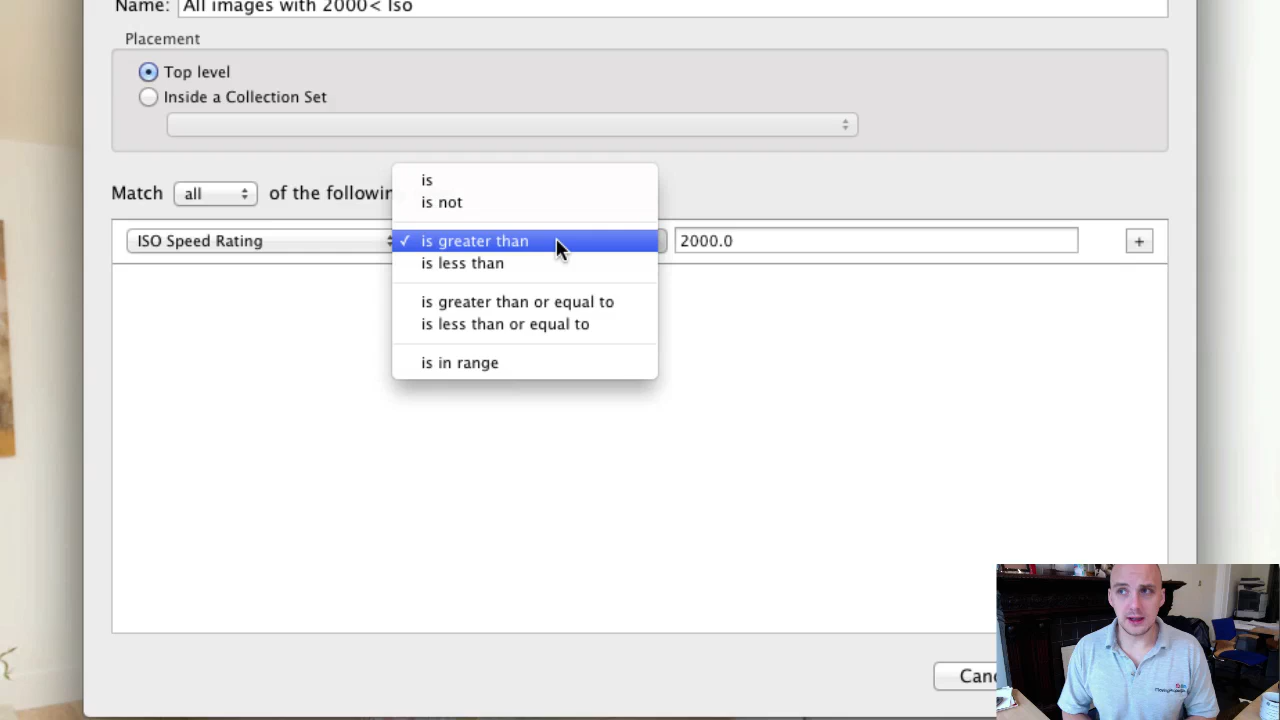 Name: All images with 2000< Iso
Placement
Top level
Inside a Collection Set
Match all of the followin
is
is not
ISO Speed Rating ✓ is greater than 2000.0 +
is less than
is greater than or equal to
is less than or equal to
is in range
Canc